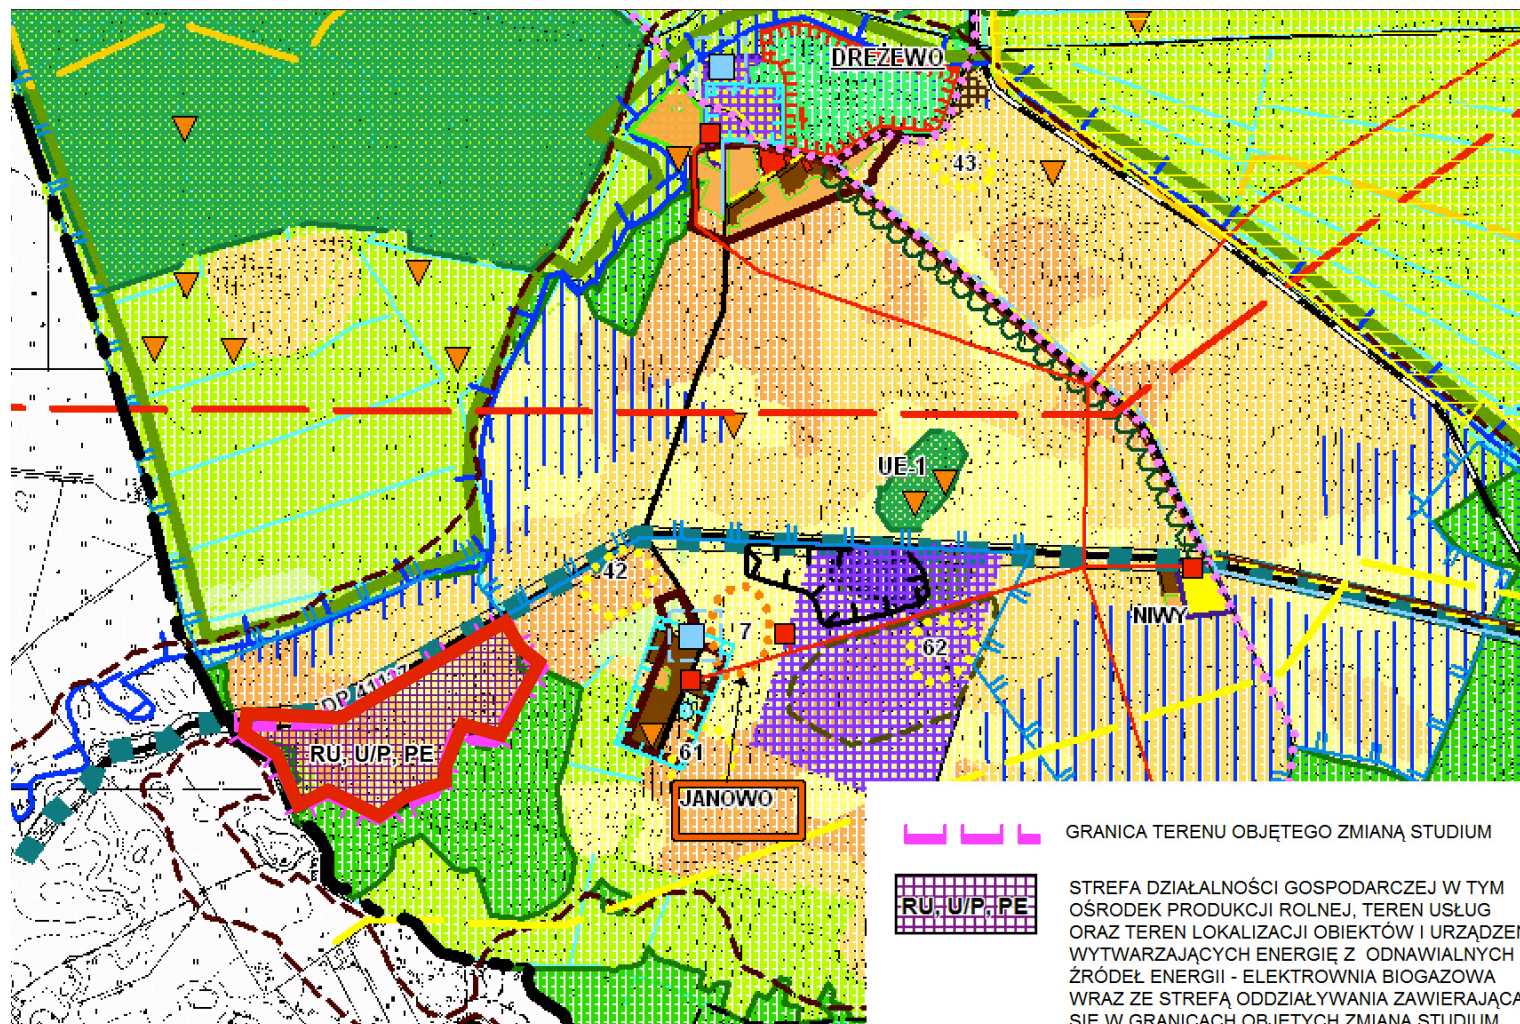 DREŻEWO
43
UE-1
42
NIWY
7
62
DP 41137
RU, U/P, PE
61
JANOWO
GRANICA TERENU OBJĘTEGO ZMIANĄ STUDIUM
RU, U/P, PE
STREFA DZIAŁALNOŚCI GOSPODARCZEJ W TYM
OŚRODEK PRODUKCJI ROLNEJ, TEREN USŁUG
ORAZ TEREN LOKALIZACJI OBIEKTÓW I URZĄDZEŃ
WYTWARZAJĄCYCH ENERGIĘ Z ODNAWIALNYCH
ŹRÓDEŁ ENERGII - ELEKTROWNIA BIOGAZOWA
WRAZ ZE STREFĄ ODDZIAŁYWANIA ZAWIERAJĄCA
SIĘ W GRANICACH OBJĘTYCH ZMIANĄ STUDIUM